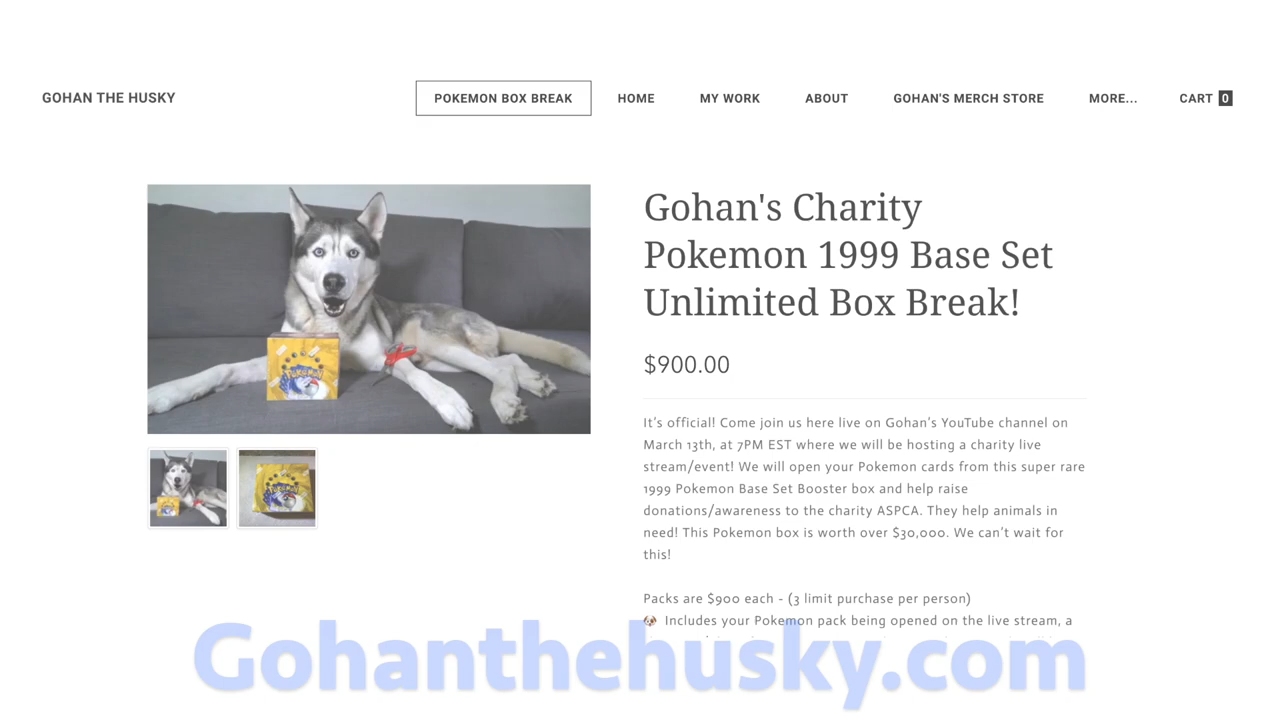 GOHAN THE HUSKY
POKEMON BOX BREAK
HOME
MY WORK
ABOUT
GOHAN'S MERCH STORE
MORE...
CART 0
Gohan's Charity
Pokemon 1999 Base Set
Unlimited Box Break!
$900.00
It's official! Come join us here live on Gohan's YouTube channel on
March 13th, at 7PM EST where we will be hosting a charity live
stream/event! We will open your Pokemon cards from this super rare
1999 Pokemon Base Set Booster box and help raise
donations/awareness to the charity ASPCA. They help animals in
need! This Pokemon box is worth over $30,000. We can't wait for
this!
Packs are $900 each - (3 limit purchase per person)
🐶 Includes your Pokemon pack being opened on the live stream, a
Gohanthehusky.com
POKéMON
POKéMON